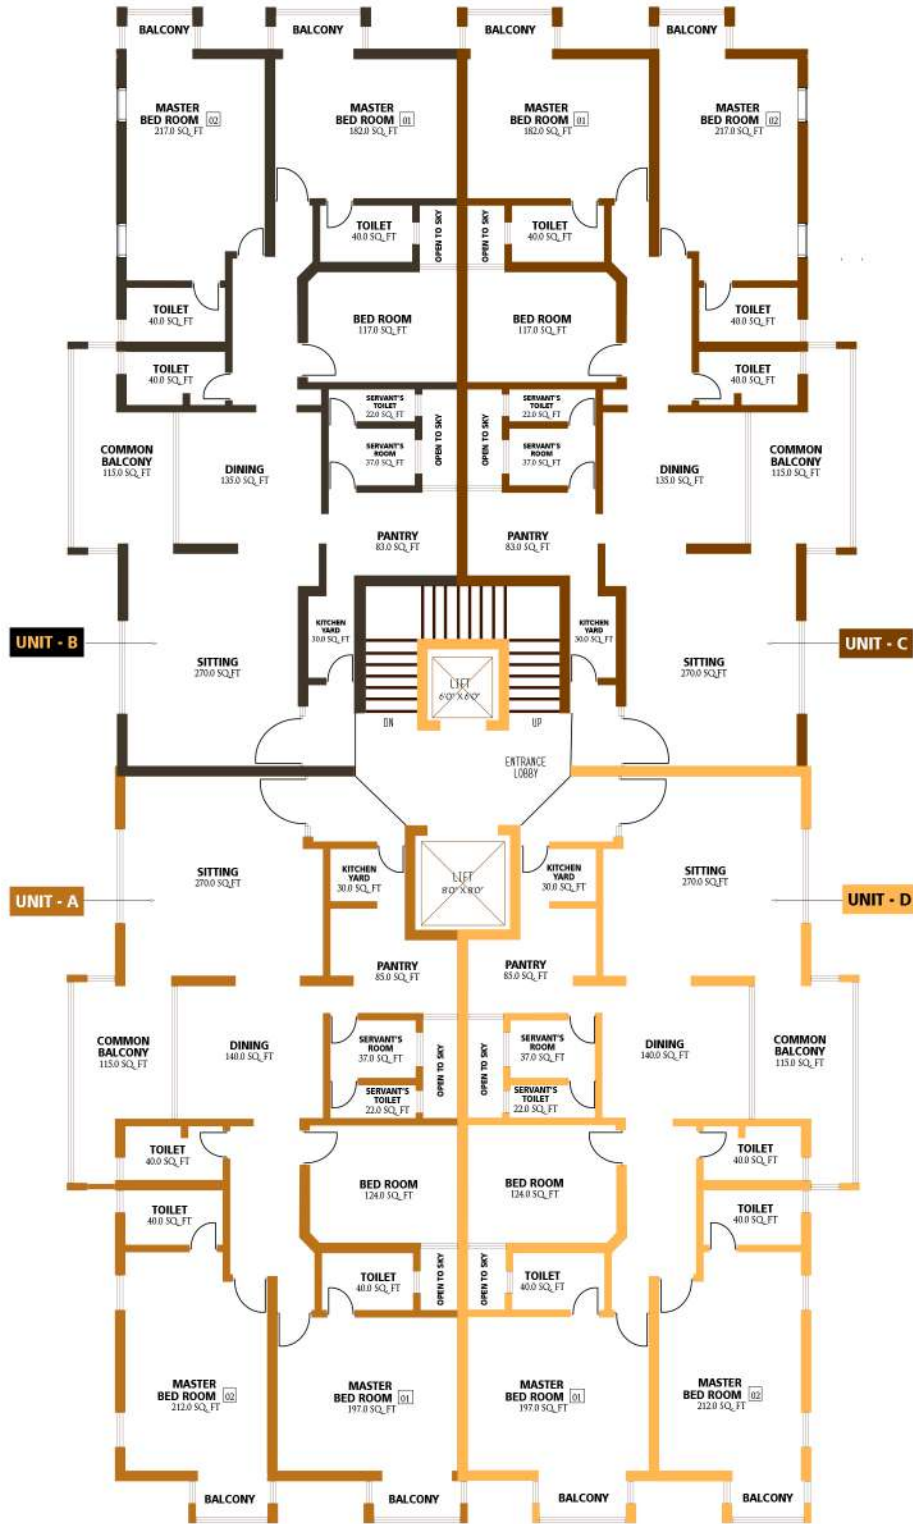 BALCONY
BALCONY
BALCONY
BALCONY
MASTER
BED ROOM 02
217.0 SQ. FT
MASTER
BED ROOM 01
182.0 SQ. FT
MASTER
BED ROOM 01
182.0 SQ. FT
MASTER
BED ROOM 02
217.0 SQ. FT
TOILET
40.0 SQ. FT
OPEN TO SKY
OPEN TO SKY
TOILET
40.0 SQ. FT
TOILET
40.0 SQ. FT
BED ROOM
117.0 SQ. FT
BED ROOM
117.0 SQ. FT
TOILET
40.0 SQ. FT
TOILET
40.0 SQ. FT
TOILET
40.0 SQ. FT
SERVANT'S
TOILET
22.0 SQ. FT
SERVANT'S
TOILET
22.0 SQ. FT
COMMON
BALCONY
115.0 SQ. FT
DINING
135.0 SQ. FT
SERVANT'S
ROOM
37.0 SQ. FT
OPEN TO SKY
OPEN TO SKY
SERVANT'S
ROOM
37.0 SQ. FT
DINING
135.0 SQ. FT
COMMON
BALCONY
115.0 SQ. FT
PANTRY
83.0 SQ. FT
PANTRY
83.0 SQ. FT
UNIT - B
SITTING
270.0 SQ. FT
KITCHEN
YARD
30.0 SQ. FT
LIFT
6'0" X 6'0"
KITCHEN
YARD
30.0 SQ. FT
SITTING
270.0 SQ. FT
UNIT - C
DN
UP
ENTRANCE
LOBBY
UNIT - A
SITTING
270.0 SQ. FT
KITCHEN
YARD
30.0 SQ. FT
LIFT
8'0" X 8'0"
KITCHEN
YARD
30.0 SQ. FT
SITTING
270.0 SQ. FT
UNIT - D
PANTRY
85.0 SQ. FT
PANTRY
85.0 SQ. FT
COMMON
BALCONY
115.0 SQ. FT
DINING
140.0 SQ. FT
SERVANT'S
ROOM
37.0 SQ. FT
OPEN TO SKY
OPEN TO SKY
SERVANT'S
ROOM
37.0 SQ. FT
DINING
140.0 SQ. FT
COMMON
BALCONY
115.0 SQ. FT
SERVANT'S
TOILET
22.0 SQ. FT
SERVANT'S
TOILET
22.0 SQ. FT
TOILET
40.0 SQ. FT
TOILET
40.0 SQ. FT
BED ROOM
124.0 SQ. FT
BED ROOM
124.0 SQ. FT
TOILET
40.0 SQ. FT
TOILET
40.0 SQ. FT
TOILET
40.0 SQ. FT
OPEN TO SKY
OPEN TO SKY
TOILET
40.0 SQ. FT
MASTER
BED ROOM 02
212.0 SQ. FT
MASTER
BED ROOM 01
197.0 SQ. FT
MASTER
BED ROOM 01
197.0 SQ. FT
MASTER
BED ROOM 02
212.0 SQ. FT
BALCONY
BALCONY
BALCONY
BALCONY